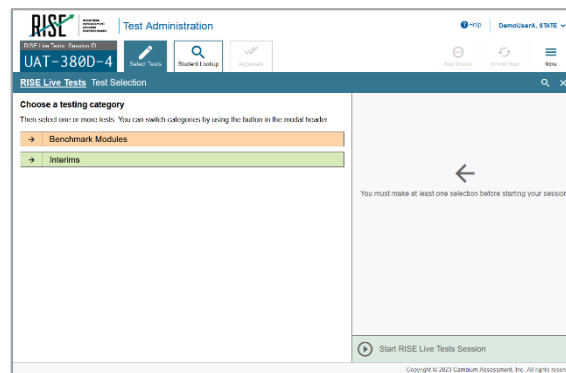 RISE
Test Administration
Help
DemoUserA, STATE
RISE Live Tests Session ID
UAT-380D-4
Select Tests
Student Lookup
Approvals
Stop Session
Refresh Page
Menu
RISE Live Tests Test Selection
Choose a testing category
Then select one or more tests. You can switch categories by using the button in the modal header
Benchmark Modules
Interims
You must make at least one selection before starting your session
Start RISE Live Tests Session
Copyright © 2023 Cambium Assessment, Inc. All rights reser